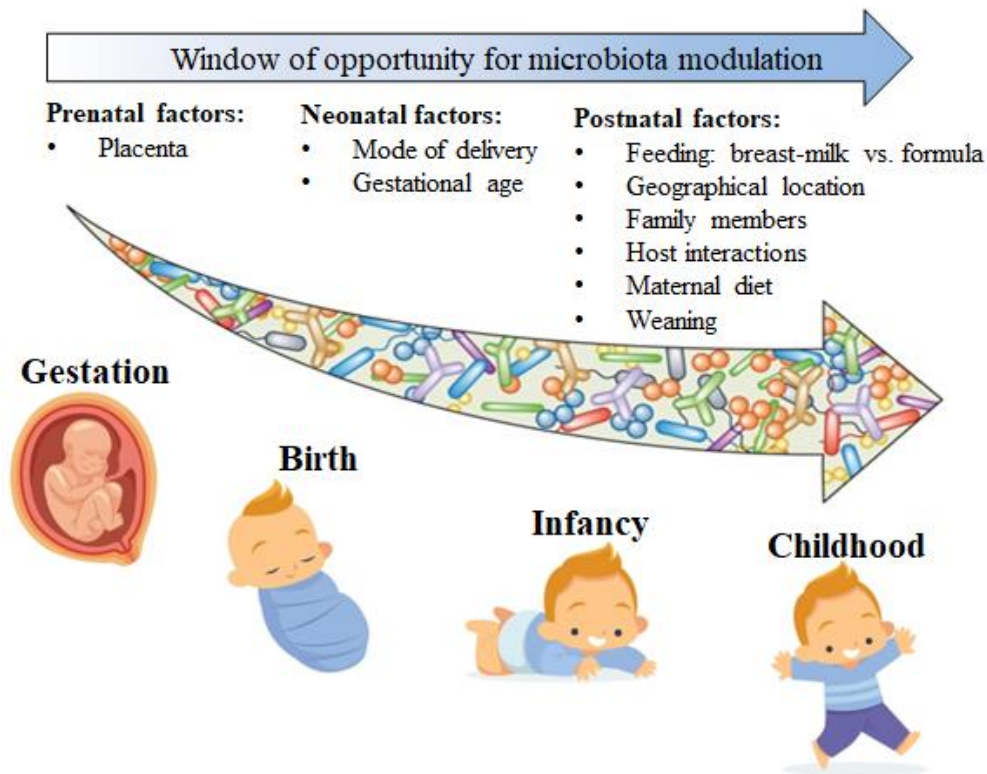 Window of opportunity for microbiota modulation
Prenatal factors:
• Placenta
Neonatal factors:
• Mode of delivery
• Gestational age
Postnatal factors:
• Feeding: breast-milk vs. formula
• Geographical location
• Family members
• Host interactions
• Maternal diet
• Weaning
Gestation
Birth
Infancy
Childhood